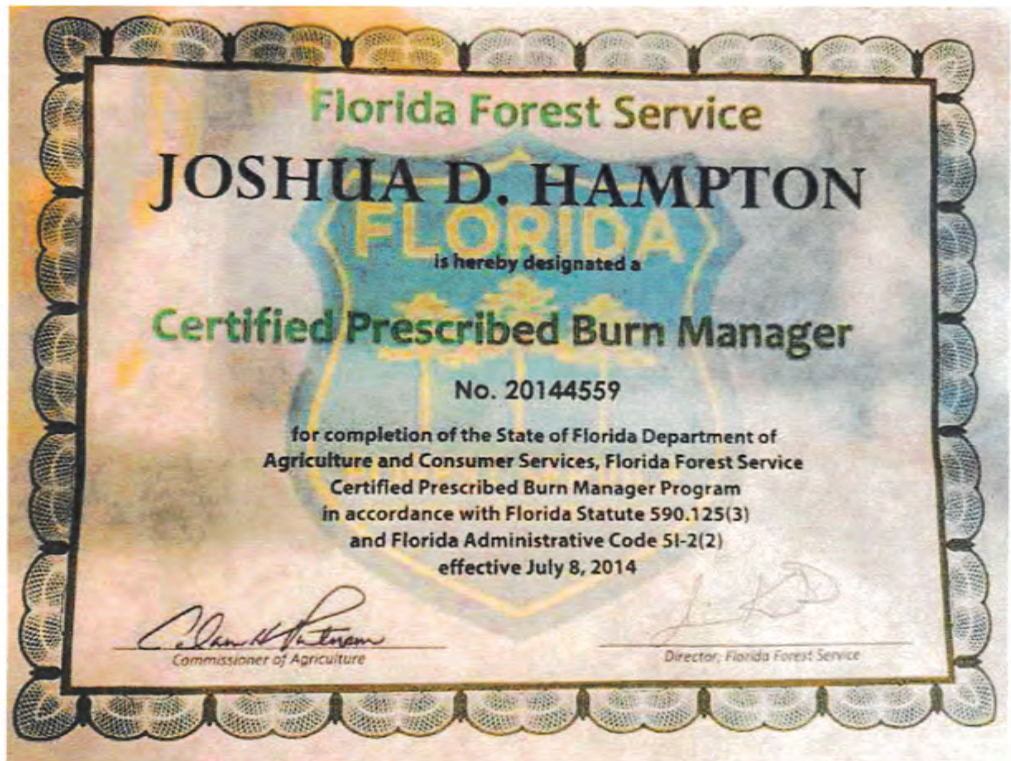 Florida Forest Service
JOSHUA D. HAMPTON
FLORIDA
is hereby designated a
Certified Prescribed Burn Manager
No. 20144559
for completion of the State of Florida Department of
Agriculture and Consumer Services, Florida Forest Service
Certified Prescribed Burn Manager Program
in accordance with Florida Statute 590.125(3)
and Florida Administrative Code 5I-2(2)
effective July 8, 2014
Commissioner of Agriculture
Director, Florida Forest Service